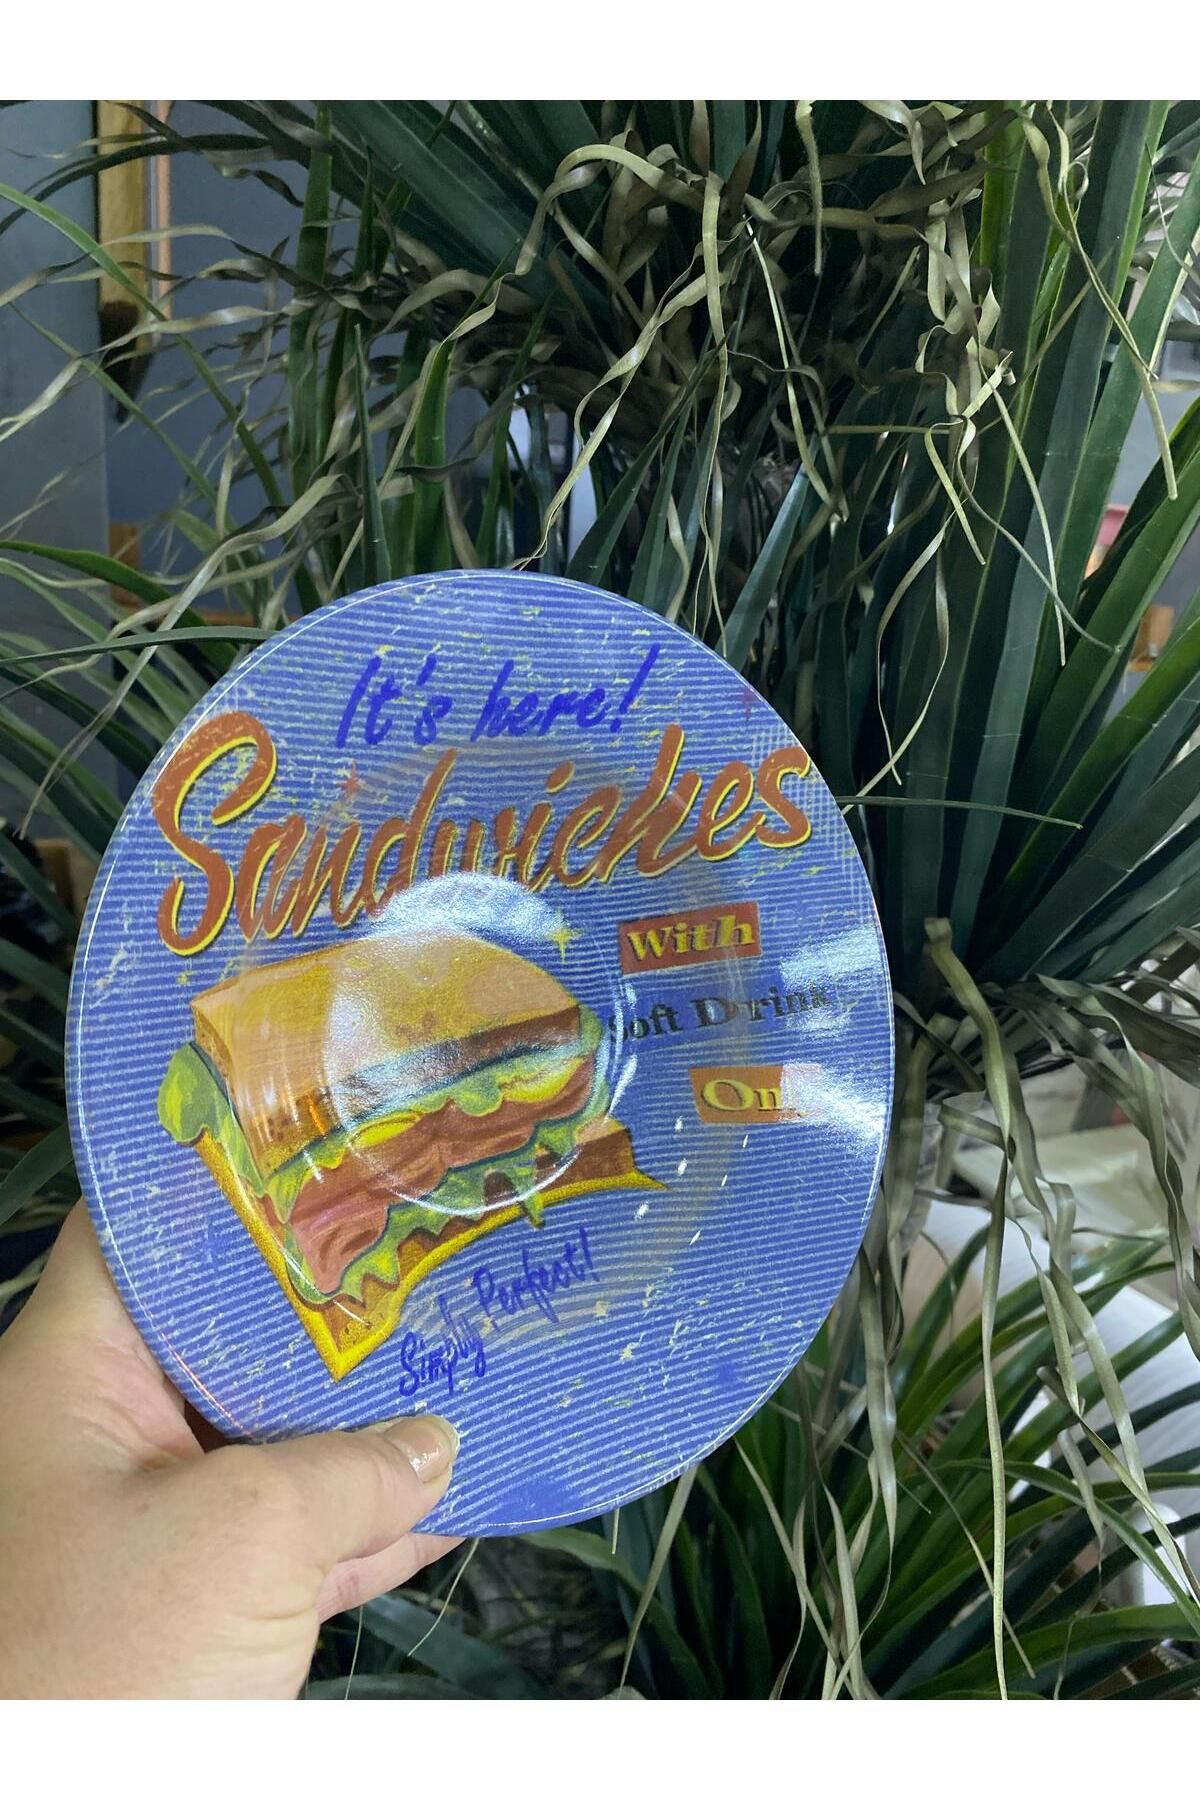 It's here!
Sandwiches
With
Soft Drink
Simply Perfect!